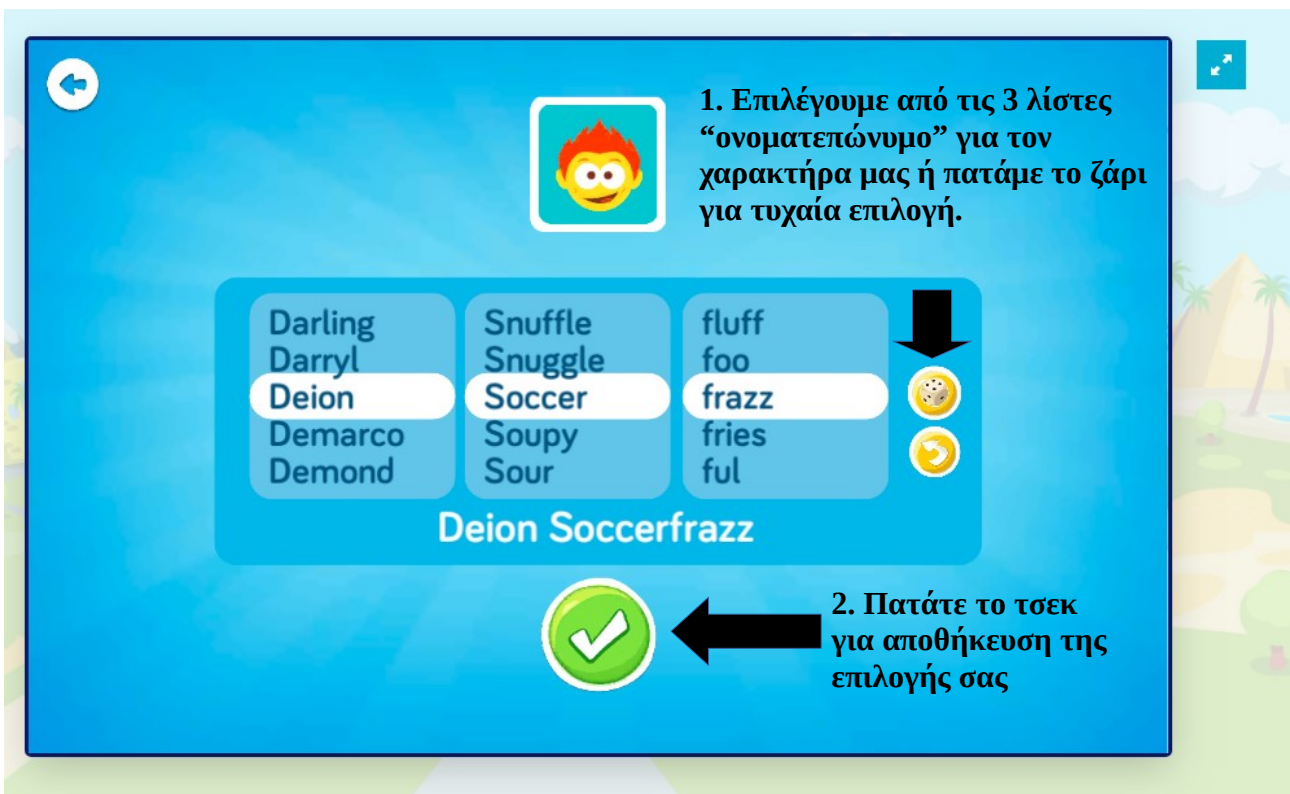 1. Επιλέγουμε από τις 3 λίστες
“ονοματεπώνυμο” για τον
χαρακτήρα μας ή πατάμε το ζάρι
για τυχαία επιλογή.
Darling Snuffle fluff
Darryl Snuggle foo
Deion Soccer frazz
Demarco Soupy fries
Demond Sour ful
Deion Soccerfrazz
2. Πατάτε το τσεκ
για αποθήκευση της
επιλογής σας